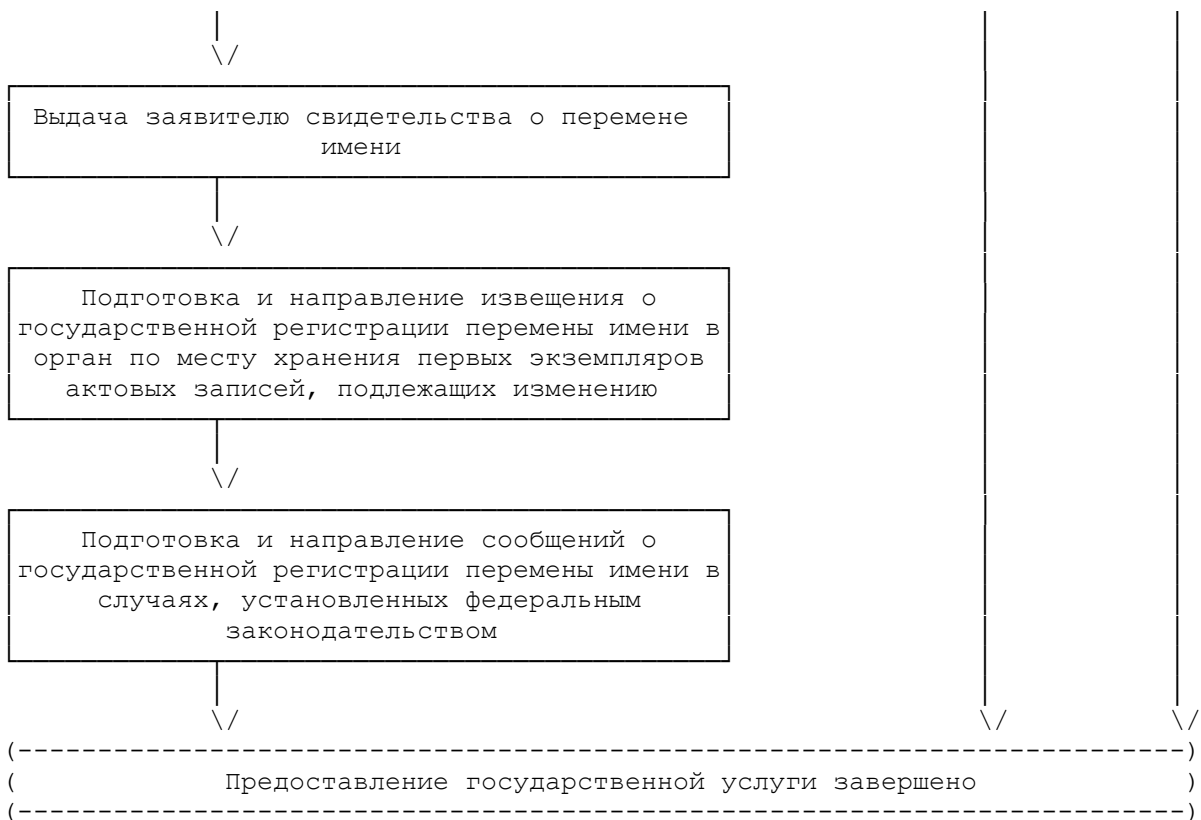 Выдача заявителю свидетельства о перемене
имени
Подготовка и направление извещения о
государственной регистрации перемены имени в
орган по месту хранения первых экземпляров
актовых записей, подлежащих изменению
Подготовка и направление сообщений о
государственной регистрации перемены имени в
случаях, установленных федеральным
законодательством
Предоставление государственной услуги завершено